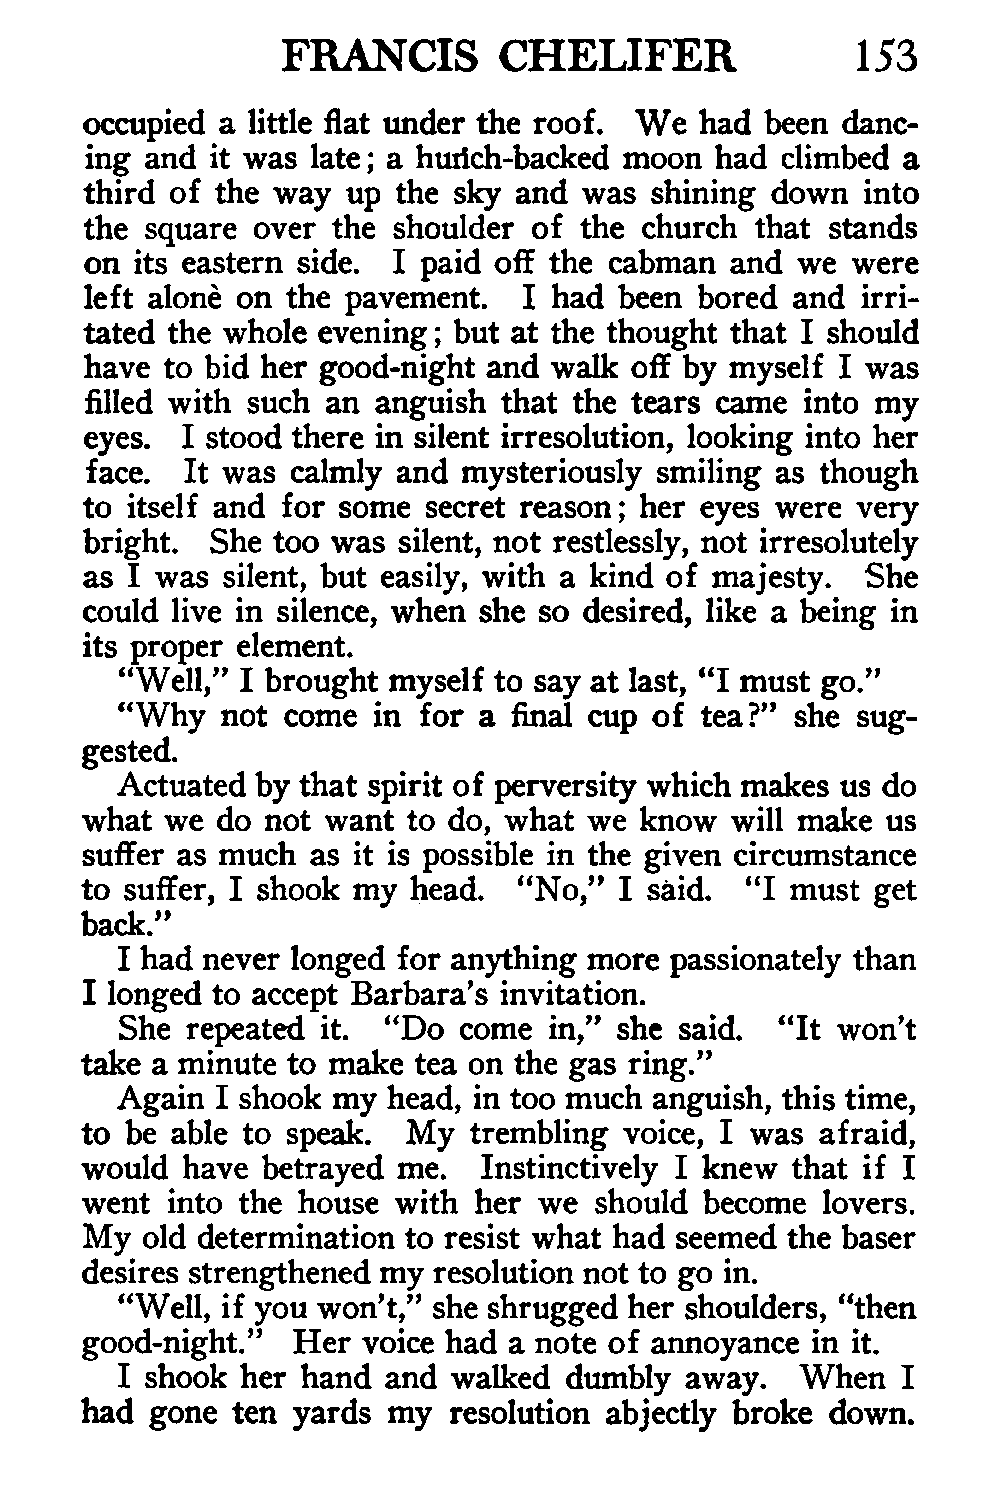 FRANCIS CHELIFER 153
occupied a little flat under the roof. We had been danc-
ing and it was late; a hunch-backed moon had climbed a
third of the way up the sky and was shining down into
the square over the shoulder of the church that stands
on its eastern side. I paid off the cabman and we were
left alonè on the pavement. I had been bored and irri-
tated the whole evening; but at the thought that I should
have to bid her good-night and walk off by myself I was
filled with such an anguish that the tears came into my
eyes. I stood there in silent irresolution, looking into her
face. It was calmly and mysteriously smiling as though
to itself and for some secret reason; her eyes were very
bright. She too was silent, not restlessly, not irresolutely
as I was silent, but easily, with a kind of majesty. She
could live in silence, when she so desired, like a being in
its proper element.
“Well,” I brought myself to say at last, “I must go.”
“Why not come in for a final cup of tea?” she sug-
gested.
Actuated by that spirit of perversity which makes us do
what we do not want to do, what we know will make us
suffer as much as it is possible in the given circumstance
to suffer, I shook my head. “No,” I sàid. “I must get
back.”
I had never longed for anything more passionately than
I longed to accept Barbara’s invitation.
She repeated it. “Do come in,” she said. “It won’t
take a minute to make tea on the gas ring.”
Again I shook my head, in too much anguish, this time,
to be able to speak. My trembling voice, I was afraid,
would have betrayed me. Instinctively I knew that if I
went into the house with her we should become lovers.
My old determination to resist what had seemed the baser
desires strengthened my resolution not to go in.
“Well, if you won’t,” she shrugged her shoulders, “then
good-night.” Her voice had a note of annoyance in it.
I shook her hand and walked dumbly away. When I
had gone ten yards my resolution abjectly broke down.